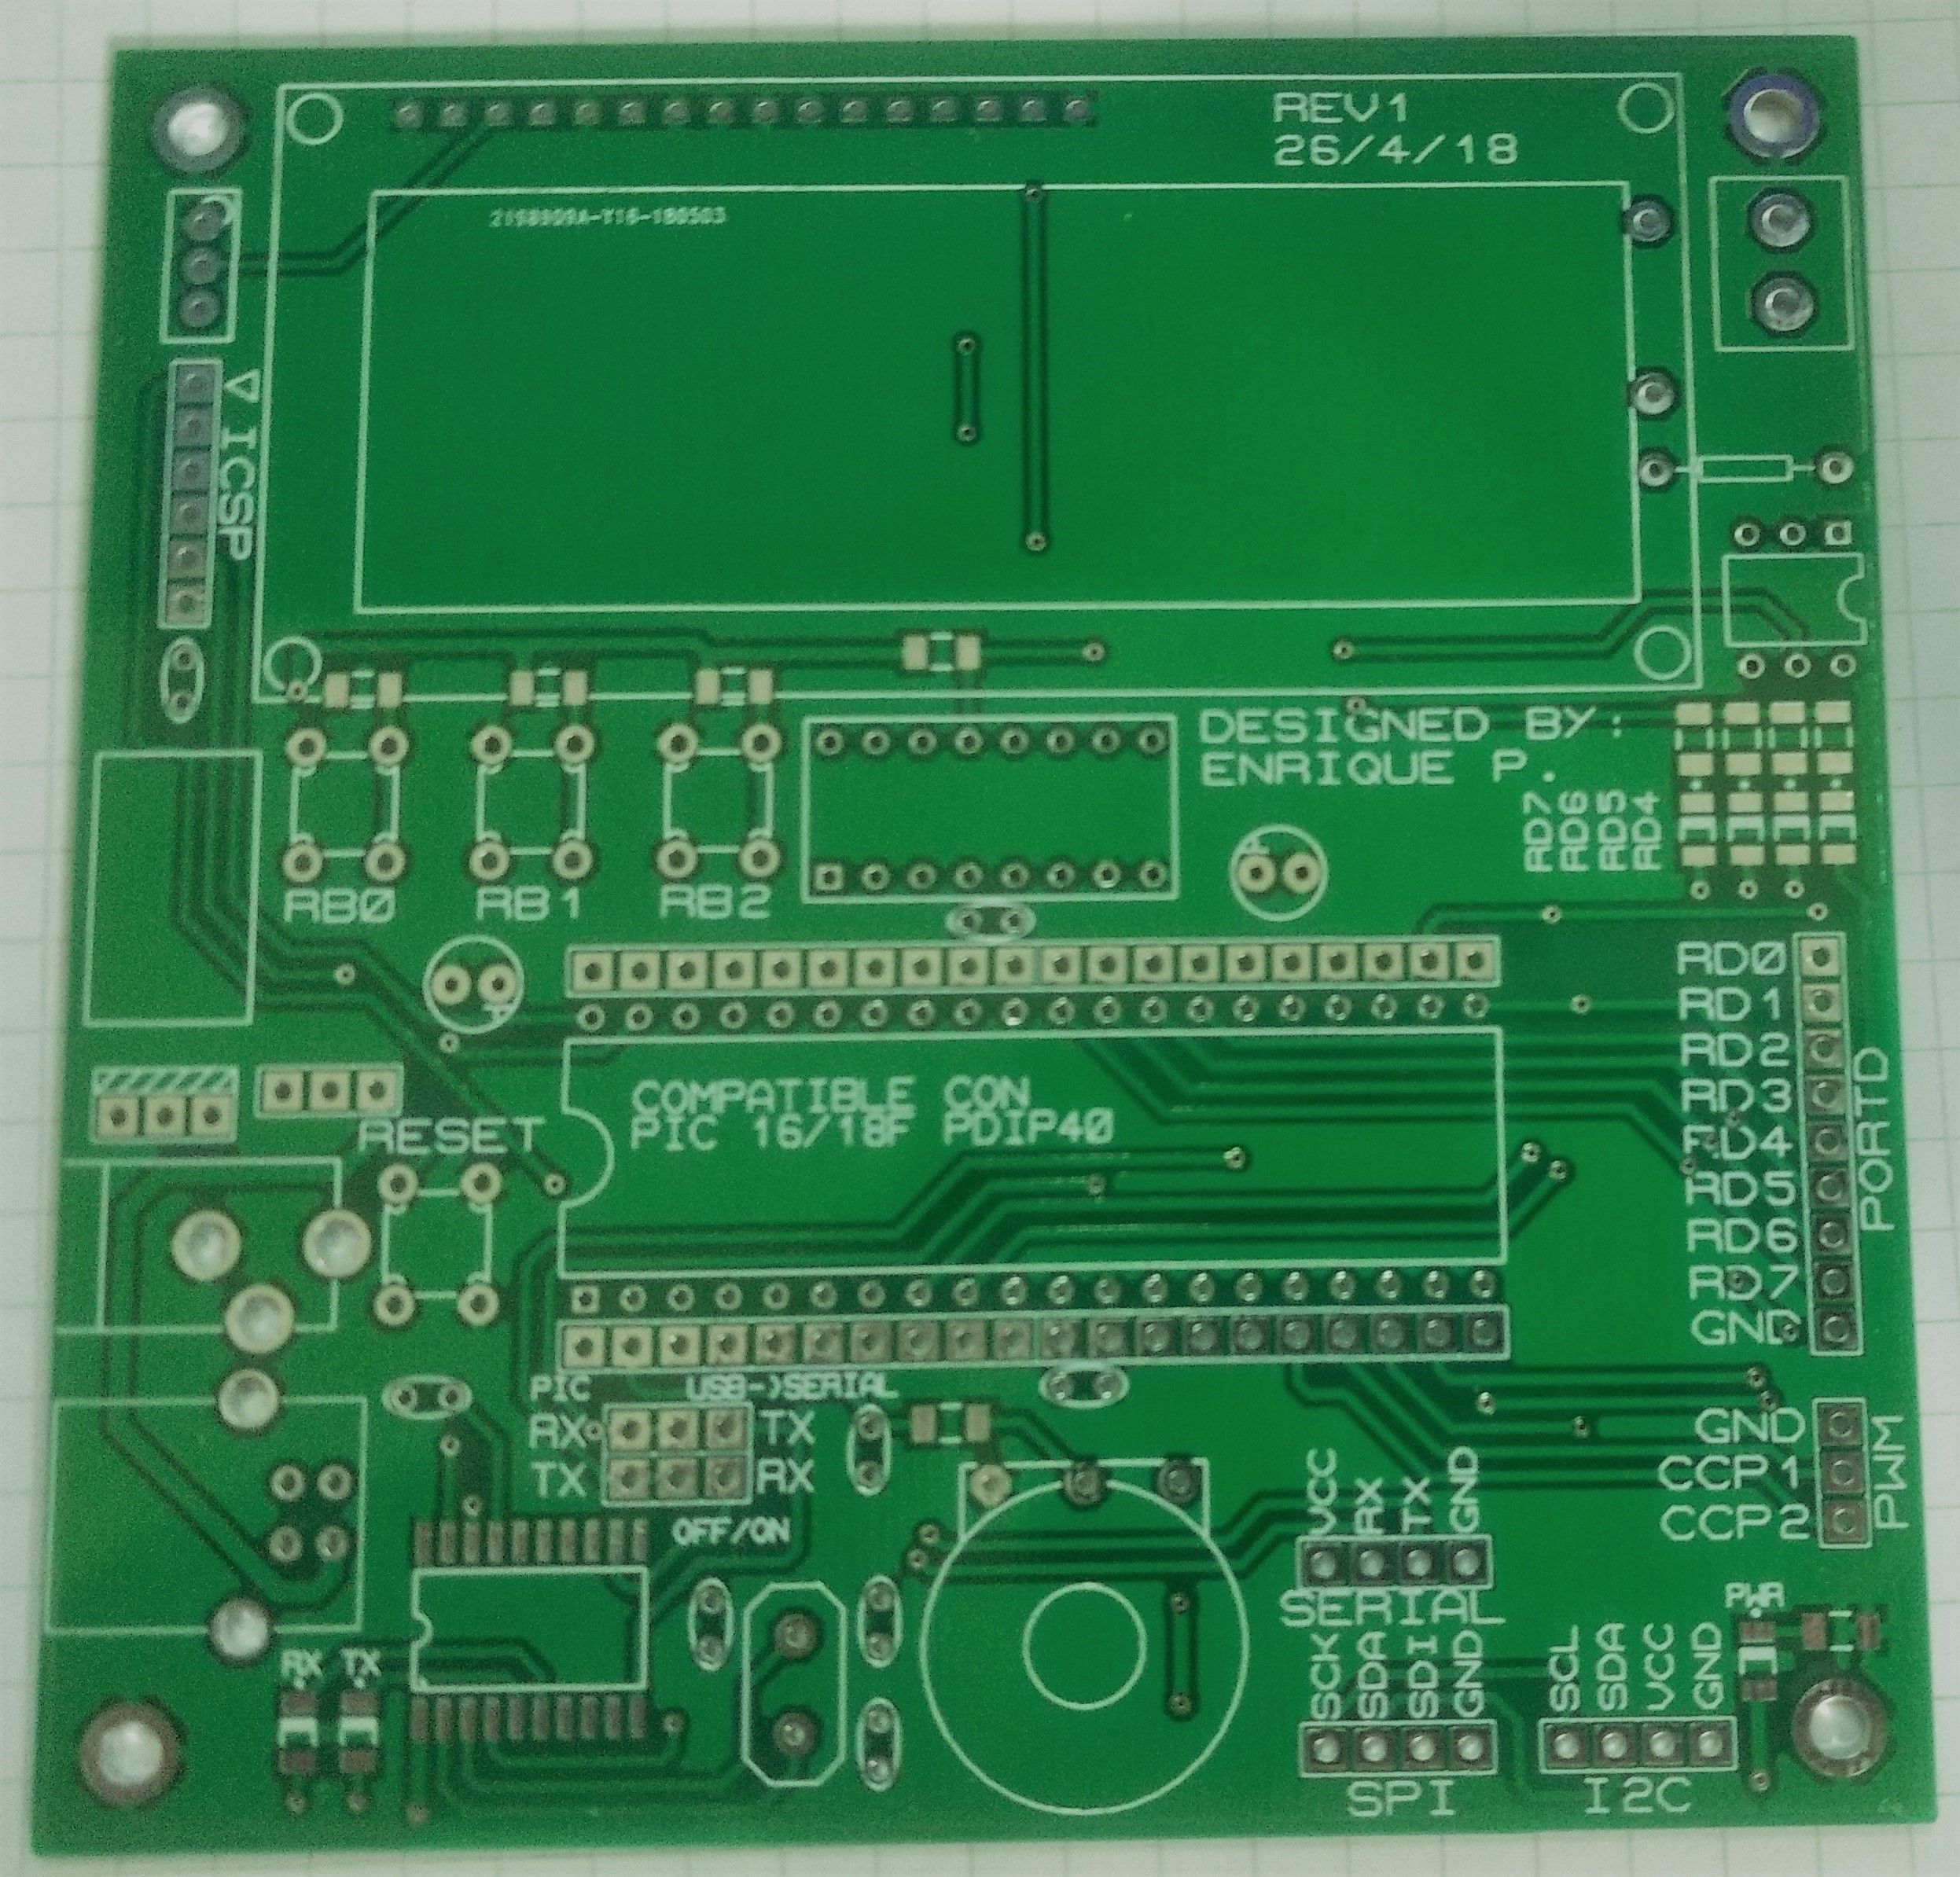 REV1
26/4/18
2198909A-Y16-180503
ICSP
DESIGNED BY:
ENRIQUE P.
RD7
RD6
RD5
RD4
RB0
RB1
RB2
RD0
RD1
RD2
RD3
RD4
RD5
RD6
RD7
GND
PORTD
COMPATIBLE CON
PIC 16/18F PDIP40
RESET
PIC USB->SERIAL
RX TX
TX RX
OFF/ON
GND
CCP1
CCP2
PWM
VCC
RX
TX
GND
SERIAL
PWR
RX TX
SCK
SDA
SDI
GND
SPI
SCL
SDA
VCC
GND
I2C